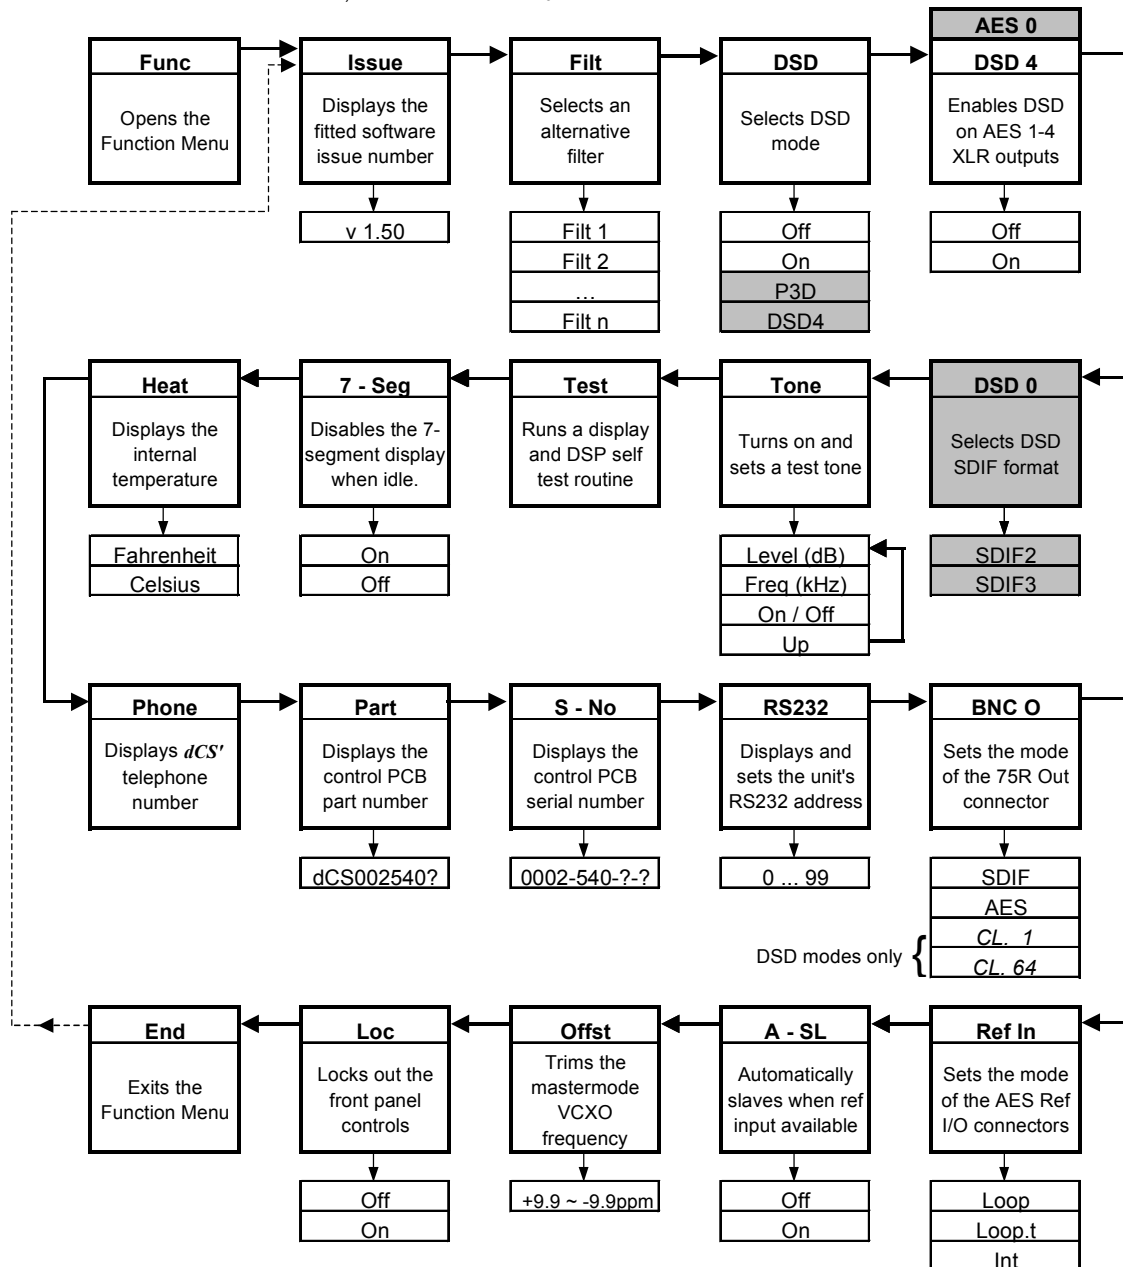 AES 0
Func
Opens the
Function Menu
Issue
Displays the
fitted software
issue number
v 1.50
Filt
Selects an
alternative
filter
Filt 1
Filt 2
...
Filt n
DSD
Selects DSD
mode
Off
On
P3D
DSD4
DSD 4
Enables DSD
on AES 1-4
XLR outputs
Off
On
Heat
Displays the
internal
temperature
Fahrenheit
Celsius
7 - Seg
Disables the 7-
segment display
when idle.
On
Off
Test
Runs a display
and DSP self
test routine
Tone
Turns on and
sets a test tone
Level (dB)
Freq (kHz)
On / Off
Up
DSD 0
Selects DSD
SDIF format
SDIF2
SDIF3
Phone
Displays dCS'
telephone
number
Part
Displays the
control PCB
part number
dCS002540?
S - No
Displays the
control PCB
serial number
0002-540-?-?
RS232
Displays and
sets the unit's
RS232 address
0 ... 99
BNC O
Sets the mode
of the 75R Out
connector
SDIF
AES
CL. 1
CL. 64
DSD modes only {
End
Exits the
Function Menu
Loc
Locks out the
front panel
controls
Off
On
Offst
Trims the
mastermode
VCXO
frequency
+9.9 ~ -9.9ppm
A - SL
Automatically
slaves when ref
input available
Off
On
Ref In
Sets the mode
of the AES Ref
I/O connectors
Loop
Loop.t
Int